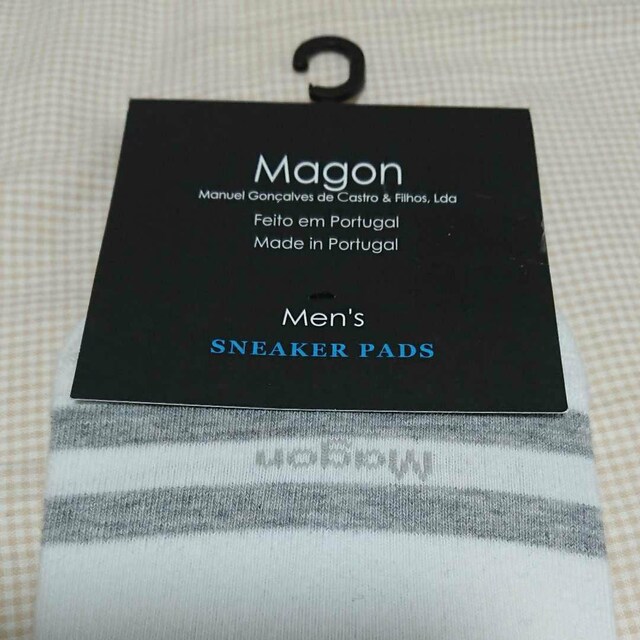 Magon
Manuel Gonçalves de Castro & Filhos, Lda
Feito em Portugal
Made in Portugal
Men's
SNEAKER PADS
Magon